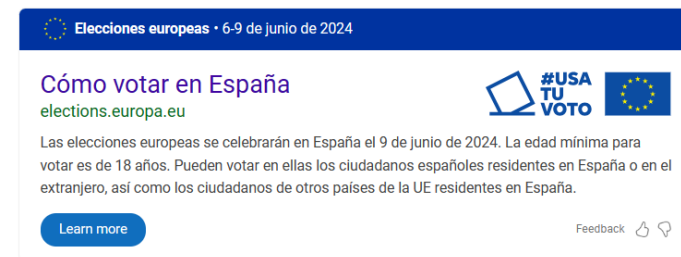 Elecciones europeas • 6-9 de junio de 2024
Cómo votar en España
elections.europa.eu
#USA
TU
VOTO
Las elecciones europeas se celebrarán en España el 9 de junio de 2024. La edad mínima para
votar es de 18 años. Pueden votar en ellas los ciudadanos españoles residentes en España o en el
extranjero, así como los ciudadanos de otros países de la UE residentes en España.
Learn more
Feedback